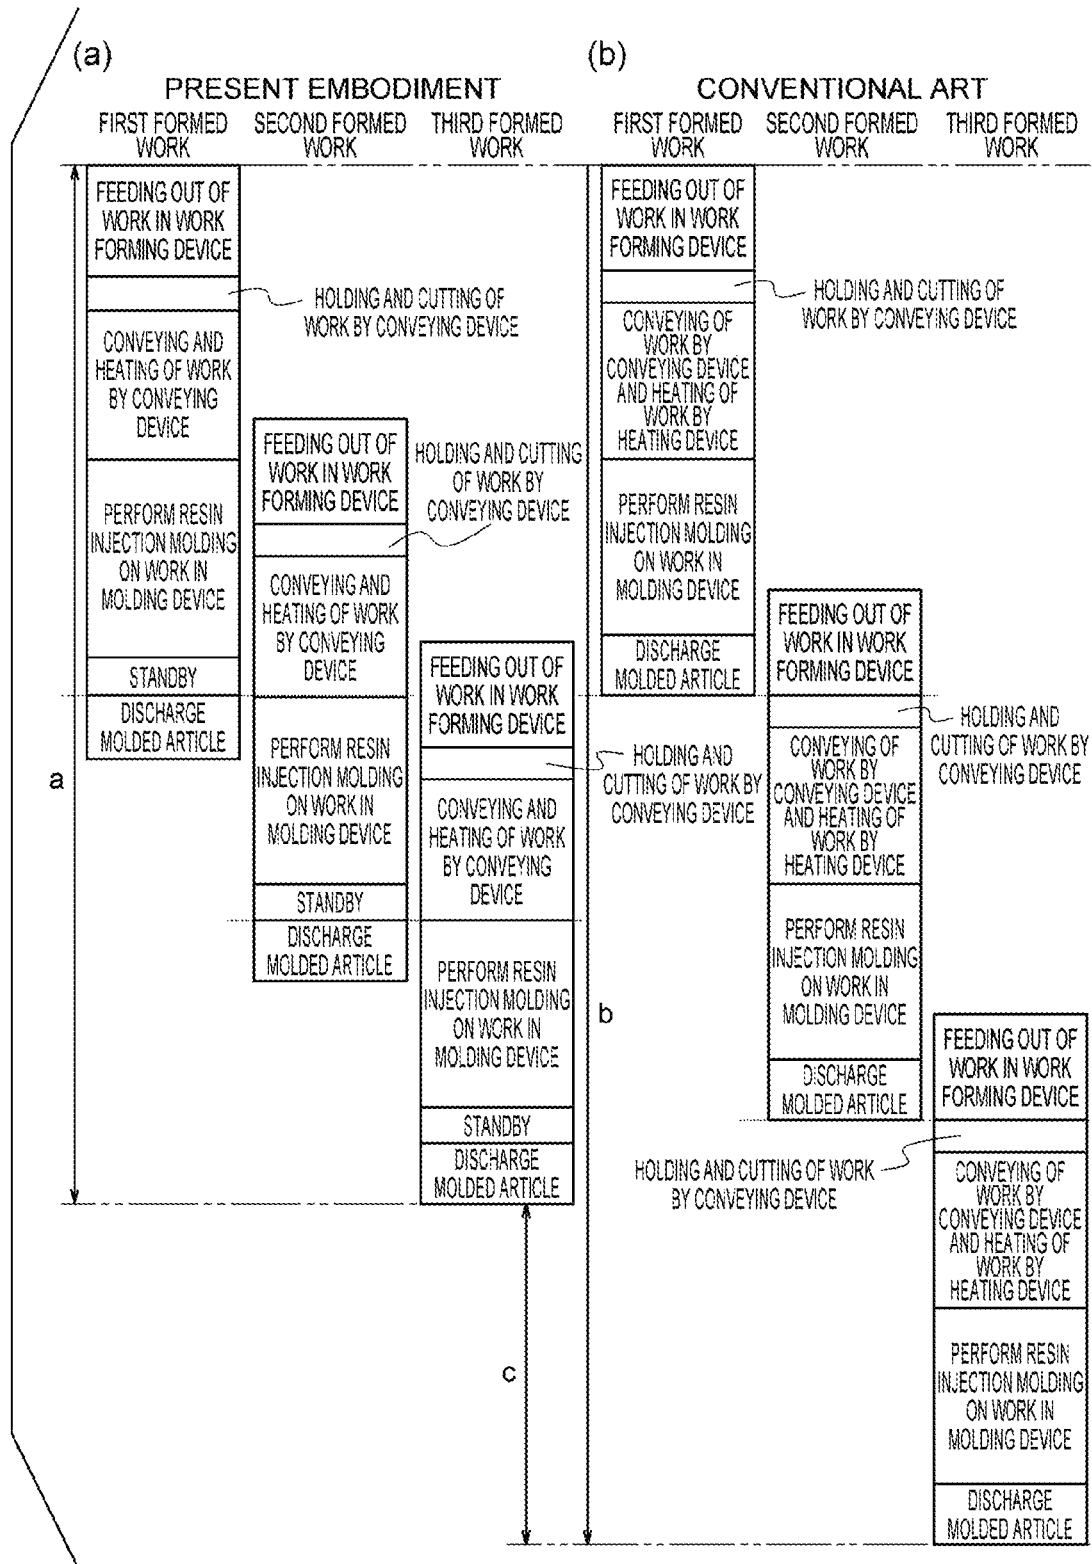 (a)
PRESENT EMBODIMENT
FIRST FORMED
WORK
SECOND FORMED
WORK
THIRD FORMED
WORK
FEEDING OUT OF
WORK IN WORK
FORMING DEVICE
HOLDING AND CUTTING OF
WORK BY CONVEYING DEVICE
CONVEYING AND
HEATING OF WORK
BY CONVEYING
DEVICE
PERFORM RESIN
INJECTION MOLDING
ON WORK IN
MOLDING DEVICE
STANDBY
DISCHARGE
MOLDED ARTICLE
a
FEEDING OUT OF
WORK IN WORK
FORMING DEVICE
HOLDING AND CUTTING
OF WORK BY
CONVEYING DEVICE
CONVEYING AND
HEATING OF WORK
BY CONVEYING
DEVICE
PERFORM RESIN
INJECTION MOLDING
ON WORK IN
MOLDING DEVICE
STANDBY
DISCHARGE
MOLDED ARTICLE
FEEDING OUT OF
WORK IN WORK
FORMING DEVICE
HOLDING AND
CUTTING OF WORK BY
CONVEYING DEVICE
CONVEYING AND
HEATING OF WORK
BY CONVEYING
DEVICE
PERFORM RESIN
INJECTION MOLDING
ON WORK IN
MOLDING DEVICE
STANDBY
DISCHARGE
MOLDED ARTICLE
c
(b)
CONVENTIONAL ART
FIRST FORMED
WORK
SECOND FORMED
WORK
THIRD FORMED
WORK
FEEDING OUT OF
WORK IN WORK
FORMING DEVICE
HOLDING AND CUTTING OF
WORK BY CONVEYING DEVICE
CONVEYING OF
WORK BY
CONVEYING DEVICE
AND HEATING OF
WORK BY
HEATING DEVICE
PERFORM RESIN
INJECTION MOLDING
ON WORK IN
MOLDING DEVICE
DISCHARGE
MOLDED ARTICLE
b
FEEDING OUT OF
WORK IN WORK
FORMING DEVICE
HOLDING AND
CUTTING OF WORK BY
CONVEYING DEVICE
CONVEYING OF
WORK BY
CONVEYING DEVICE
AND HEATING OF
WORK BY
HEATING DEVICE
PERFORM RESIN
INJECTION MOLDING
ON WORK IN
MOLDING DEVICE
DISCHARGE
MOLDED ARTICLE
FEEDING OUT OF
WORK IN WORK
FORMING DEVICE
HOLDING AND CUTTING OF WORK
BY CONVEYING DEVICE
CONVEYING OF
WORK BY
CONVEYING DEVICE
AND HEATING OF
WORK BY
HEATING DEVICE
PERFORM RESIN
INJECTION MOLDING
ON WORK IN
MOLDING DEVICE
DISCHARGE
MOLDED ARTICLE